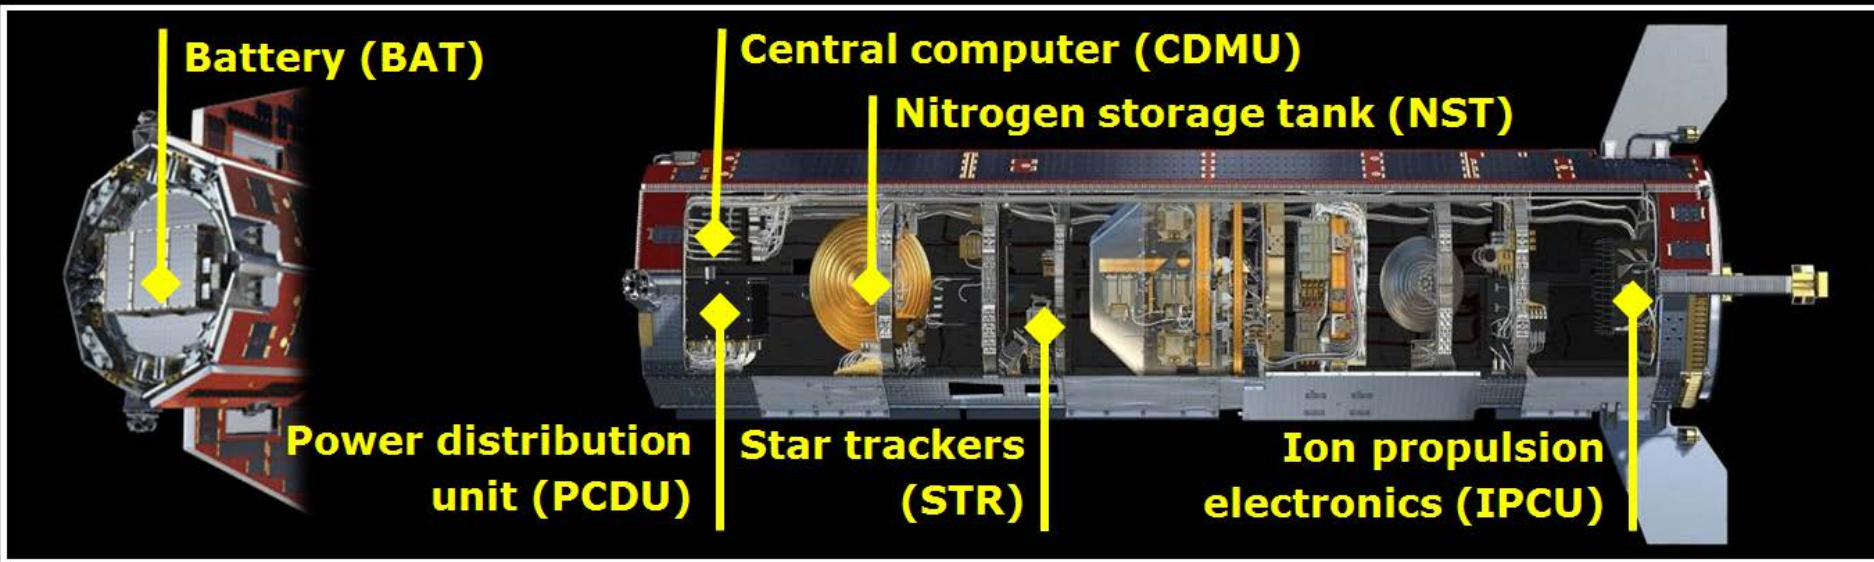 Battery (BAT)
Central computer (CDMU)
Nitrogen storage tank (NST)
Power distribution
unit (PCDU)
Star trackers
(STR)
Ion propulsion
electronics (IPCU)